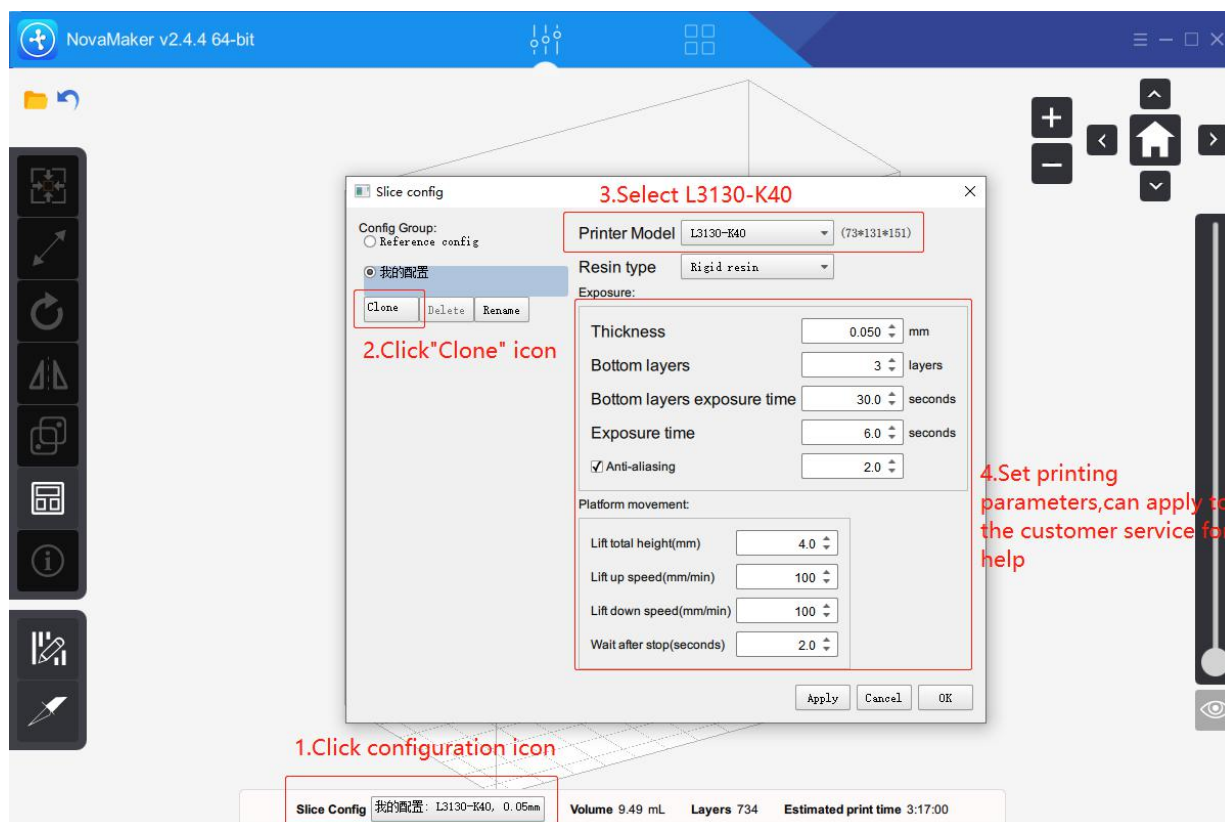 NovaMaker v2.4.4 64-bit
Slice config
3.Select L3130-K40
Config Group:
Reference config
我的配置
Clone
Delete
Rename
2.Click"Clone" icon
Printer Model L3130-K40 (73*131*151)
Resin type Rigid resin
Exposure:
Thickness 0.050 mm
Bottom layers 3 layers
Bottom layers exposure time 30.0 seconds
Exposure time 6.0 seconds
Anti-aliasing 2.0
Platform movement:
Lift total height(mm) 4.0
Lift up speed(mm/min) 100
Lift down speed(mm/min) 100
Wait after stop(seconds) 2.0
4.Set printing
parameters,can apply to
the customer service for
help
Apply Cancel OK
1.Click configuration icon
Slice Config 我的配置: L3130-K40, 0.05mm Volume 9.49 mL Layers 734 Estimated print time 3:17:00